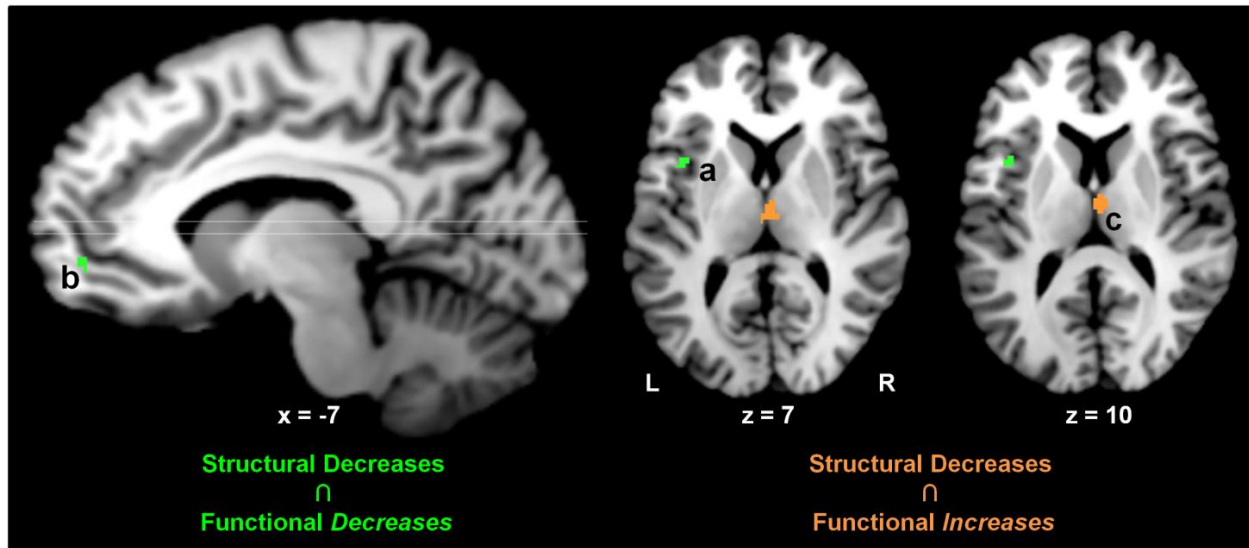 b
a
c
L
R
x = -7
z = 7
z = 10
Structural Decreases
∩
Functional Decreases
Structural Decreases
∩
Functional Increases